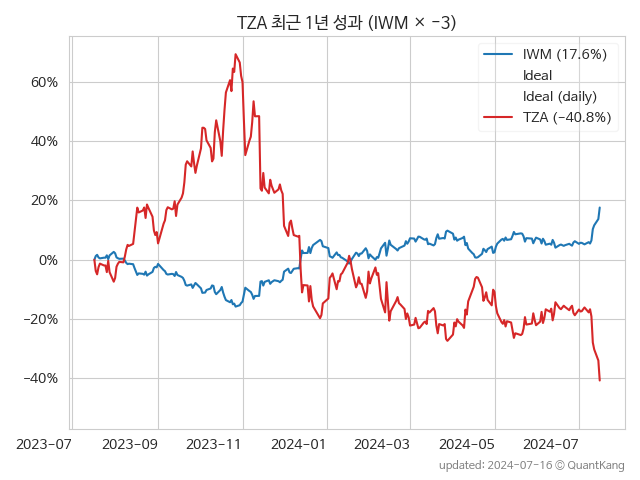 TZA 최근 1년 성과 (IWM × −3)
IWM (17.6%)
Ideal
Ideal (daily)
TZA (−40.8%)
60%
40%
20%
0%
−20%
−40%
2023−07 2023−09 2023−11 2024−01 2024−03 2024−05 2024−07
updated: 2024-07-16 © QuantKang